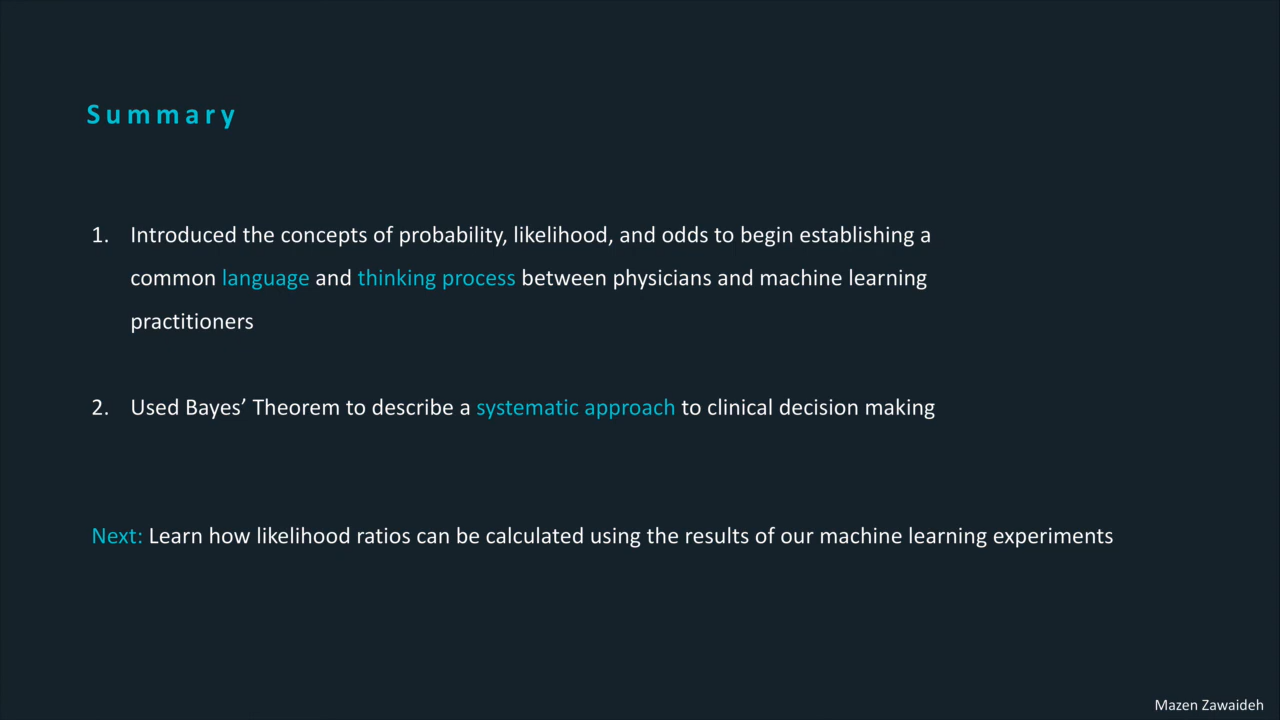 Summary
1. Introduced the concepts of probability, likelihood, and odds to begin establishing a
common language and thinking process between physicians and machine learning
practitioners
2. Used Bayes’ Theorem to describe a systematic approach to clinical decision making
Next: Learn how likelihood ratios can be calculated using the results of our machine learning experiments
Mazen Zawaideh